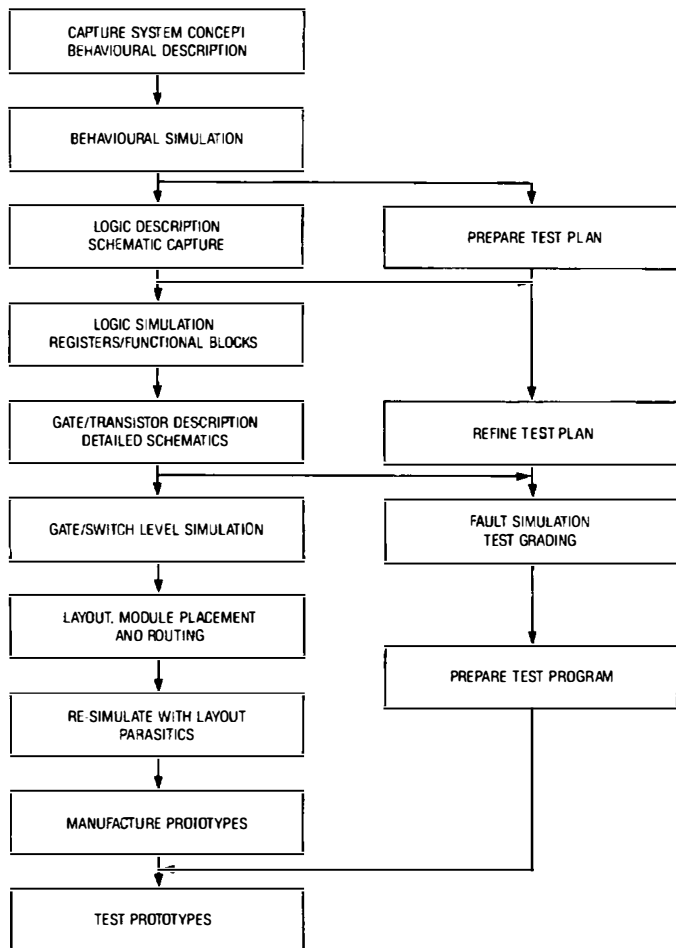 CAPTURE SYSTEM CONCEPT
BEHAVIOURAL DESCRIPTION
BEHAVIOURAL SIMULATION
LOGIC DESCRIPTION
SCHEMATIC CAPTURE
PREPARE TEST PLAN
LOGIC SIMULATION
REGISTERS/FUNCTIONAL BLOCKS
GATE/TRANSISTOR DESCRIPTION
DETAILED SCHEMATICS
REFINE TEST PLAN
GATE/SWITCH LEVEL SIMULATION
FAULT SIMULATION
TEST GRADING
LAYOUT, MODULE PLACEMENT
AND ROUTING
PREPARE TEST PROGRAM
RE-SIMULATE WITH LAYOUT
PARASITICS
MANUFACTURE PROTOTYPES
TEST PROTOTYPES